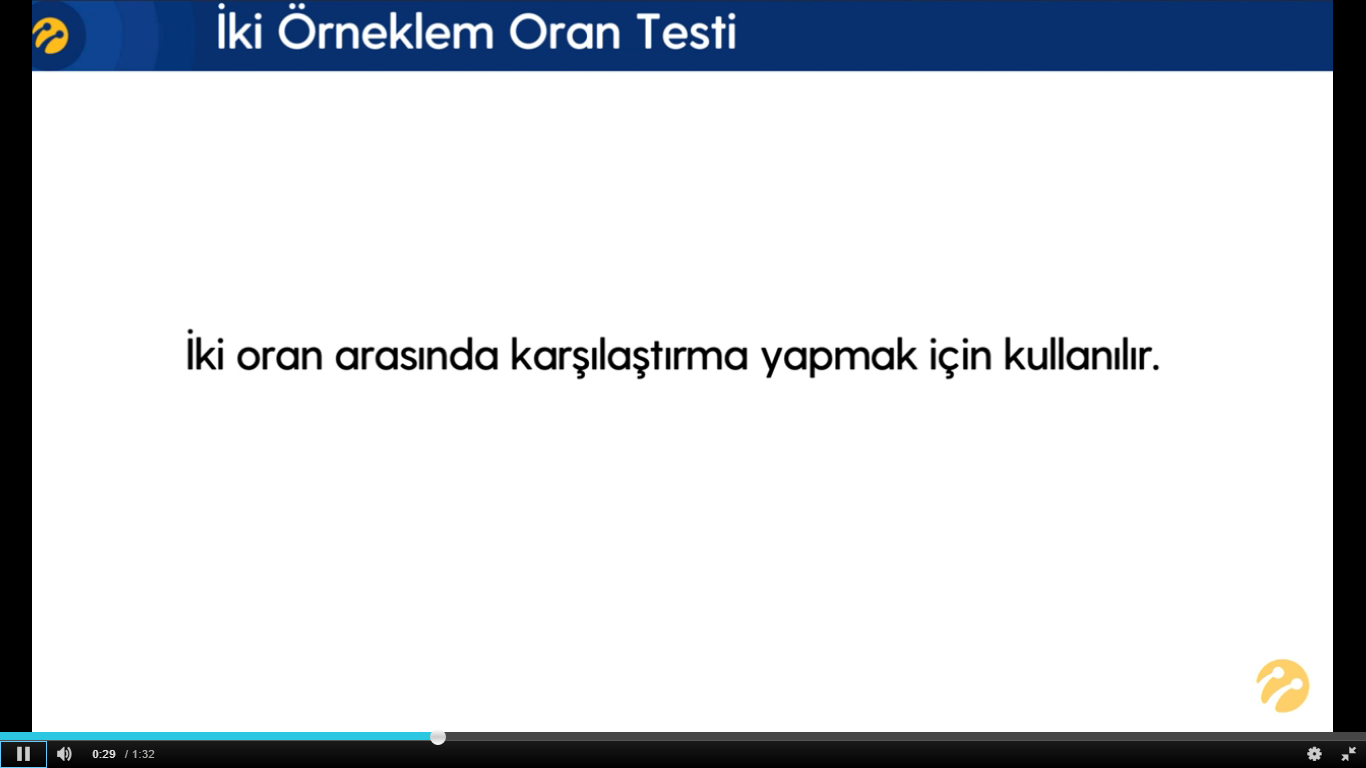 İki Örneklem Oran Testi
İki oran arasında karşılaştırma yapmak için kullanılır.
0:29 / 1:32